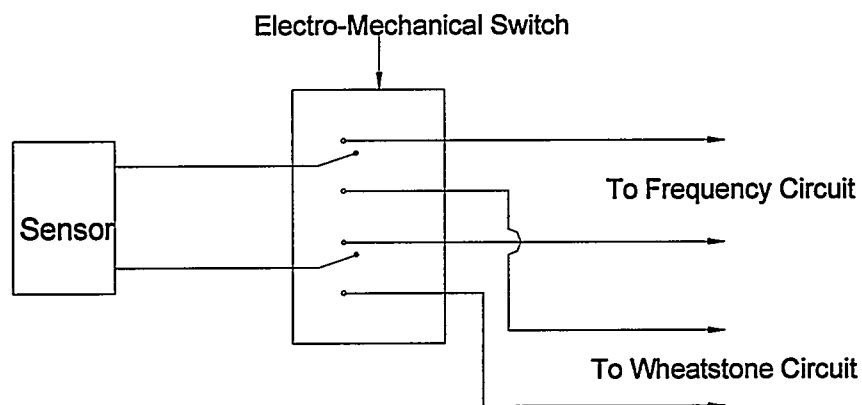 Electro-Mechanical Switch
Sensor
To Frequency Circuit
To Wheatstone Circuit